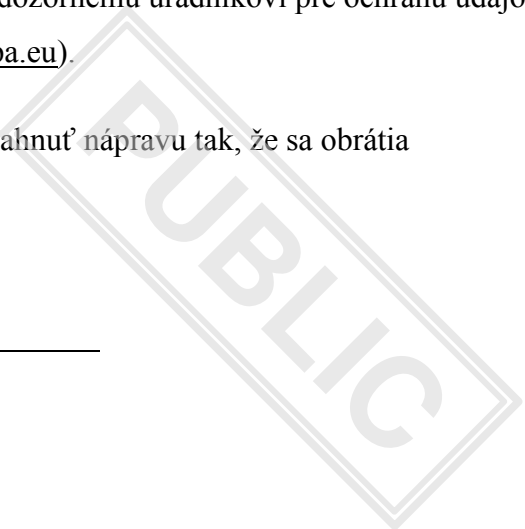 dozornému úradníkovi pre ochranu údajo
pa.eu).
ahnuť nápravu tak, že sa obrátia
PUBLIC